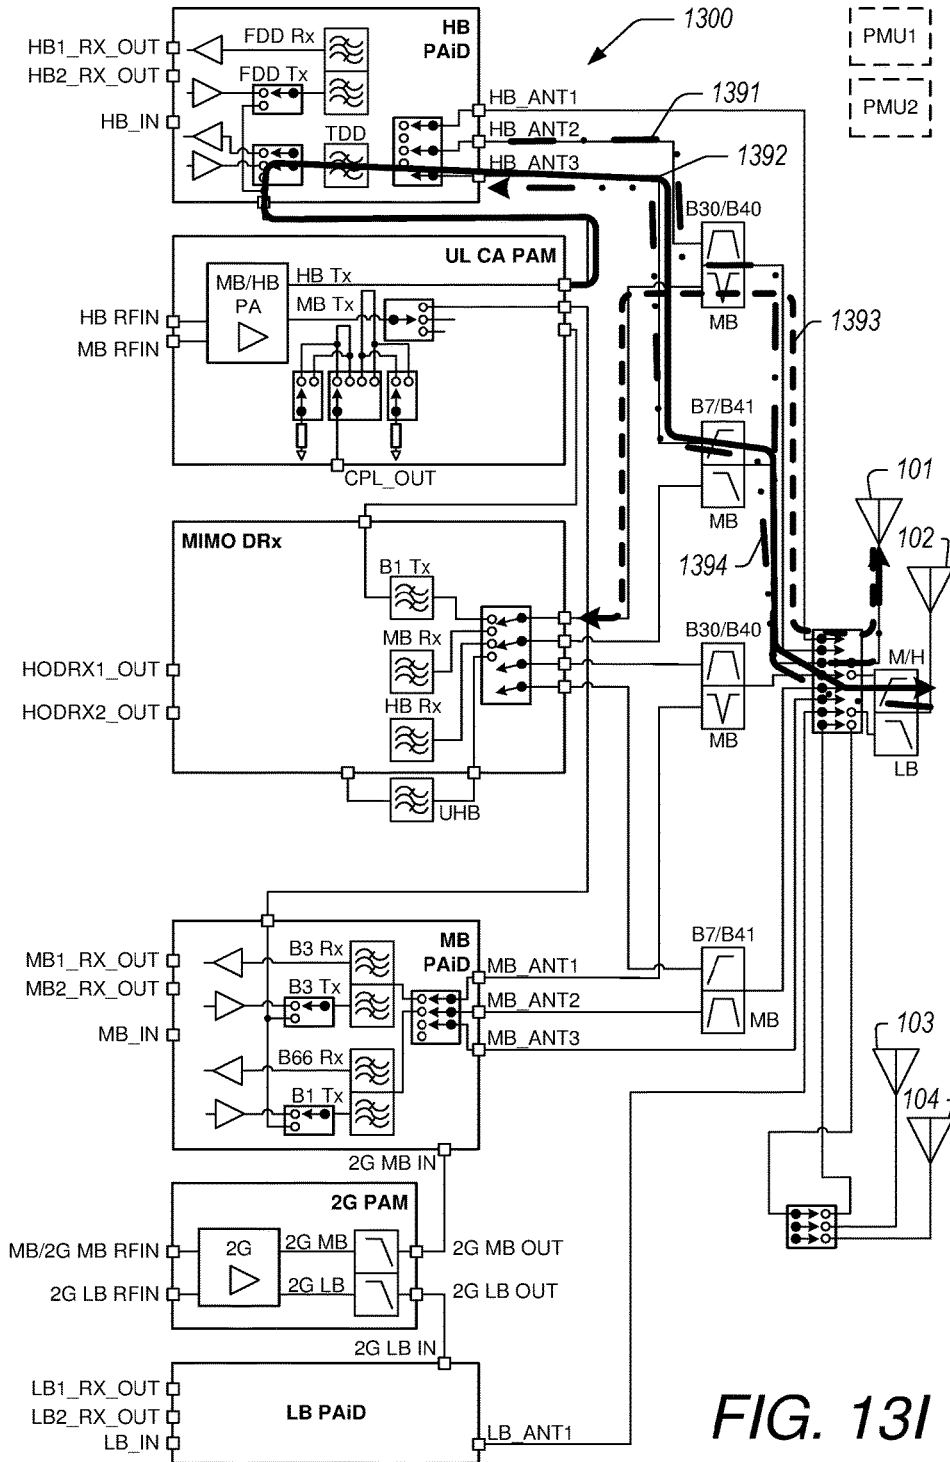 1300
PMU1
PMU2
HB
PAiD
HB1_RX_OUT
FDD Rx
HB2_RX_OUT
FDD Tx
HB_IN
TDD
HB_ANT1
HB_ANT2
HB_ANT3
1391
1392
B30/B40
MB
1393
UL CA PAM
MB/HB
PA
HB Tx
MB Tx
HB RFIN
MB RFIN
CPL_OUT
B7/B41
MB
1394
101
102
MIMO DRx
B1 Tx
MB Rx
HB Rx
HODRX1_OUT
HODRX2_OUT
UHB
B30/B40
MB
M/H
LB
MB
PAiD
MB1_RX_OUT
B3 Rx
MB2_RX_OUT
B3 Tx
MB_IN
B66 Rx
B1 Tx
MB_ANT1
MB_ANT2
MB_ANT3
B7/B41
MB
103
104
2G MB IN
2G PAM
MB/2G MB RFIN
2G
2G MB
2G MB OUT
2G LB RFIN
2G LB
2G LB OUT
2G LB IN
LB1_RX_OUT
LB2_RX_OUT
LB_IN
LB PAiD
LB_ANT1
FIG. 13I